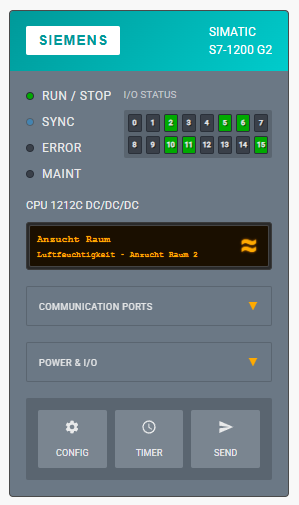 SIEMENS
SIMATIC
S7-1200 G2
RUN / STOP
I/O STATUS
SYNC
ERROR
MAINT
0 1 2 3 4 5 6 7
8 9 10 11 12 13 14 15
CPU 1212C DC/DC/DC
Anzucht Raum
Luftfeuchtigkeit - Anzucht Raum 2
COMMUNICATION PORTS
POWER & I/O
CONFIG
TIMER
SEND